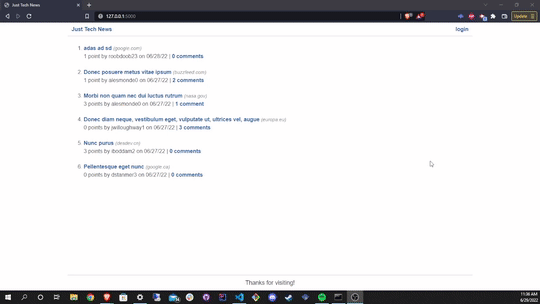 Just Tech News
127.0.0.1:5000
Update
Just Tech News
login
1. adas ad sd (google.com)
1 point by roobdoob23 on 06/28/22 | 0 comments
2. Donec posuere metus vitae ipsum (buzzfeed.com)
1 point by alesmonde0 on 06/27/22 | 2 comments
3. Morbi non quam nec dui luctus rutrum (nasa.gov)
3 points by alesmonde0 on 06/27/22 | 1 comment
4. Donec diam neque, vestibulum eget, vulputate ut, ultrices vel, augue (europa.eu)
0 points by jwilloughway1 on 06/27/22 | 3 comments
5. Nunc purus (desdev.cn)
3 points by iboddam2 on 06/27/22 | 0 comments
6. Pellentesque eget nunc (google.ca)
0 points by dstanmer3 on 06/27/22 | 0 comments
Thanks for visiting!
11:38 AM
6/29/2022